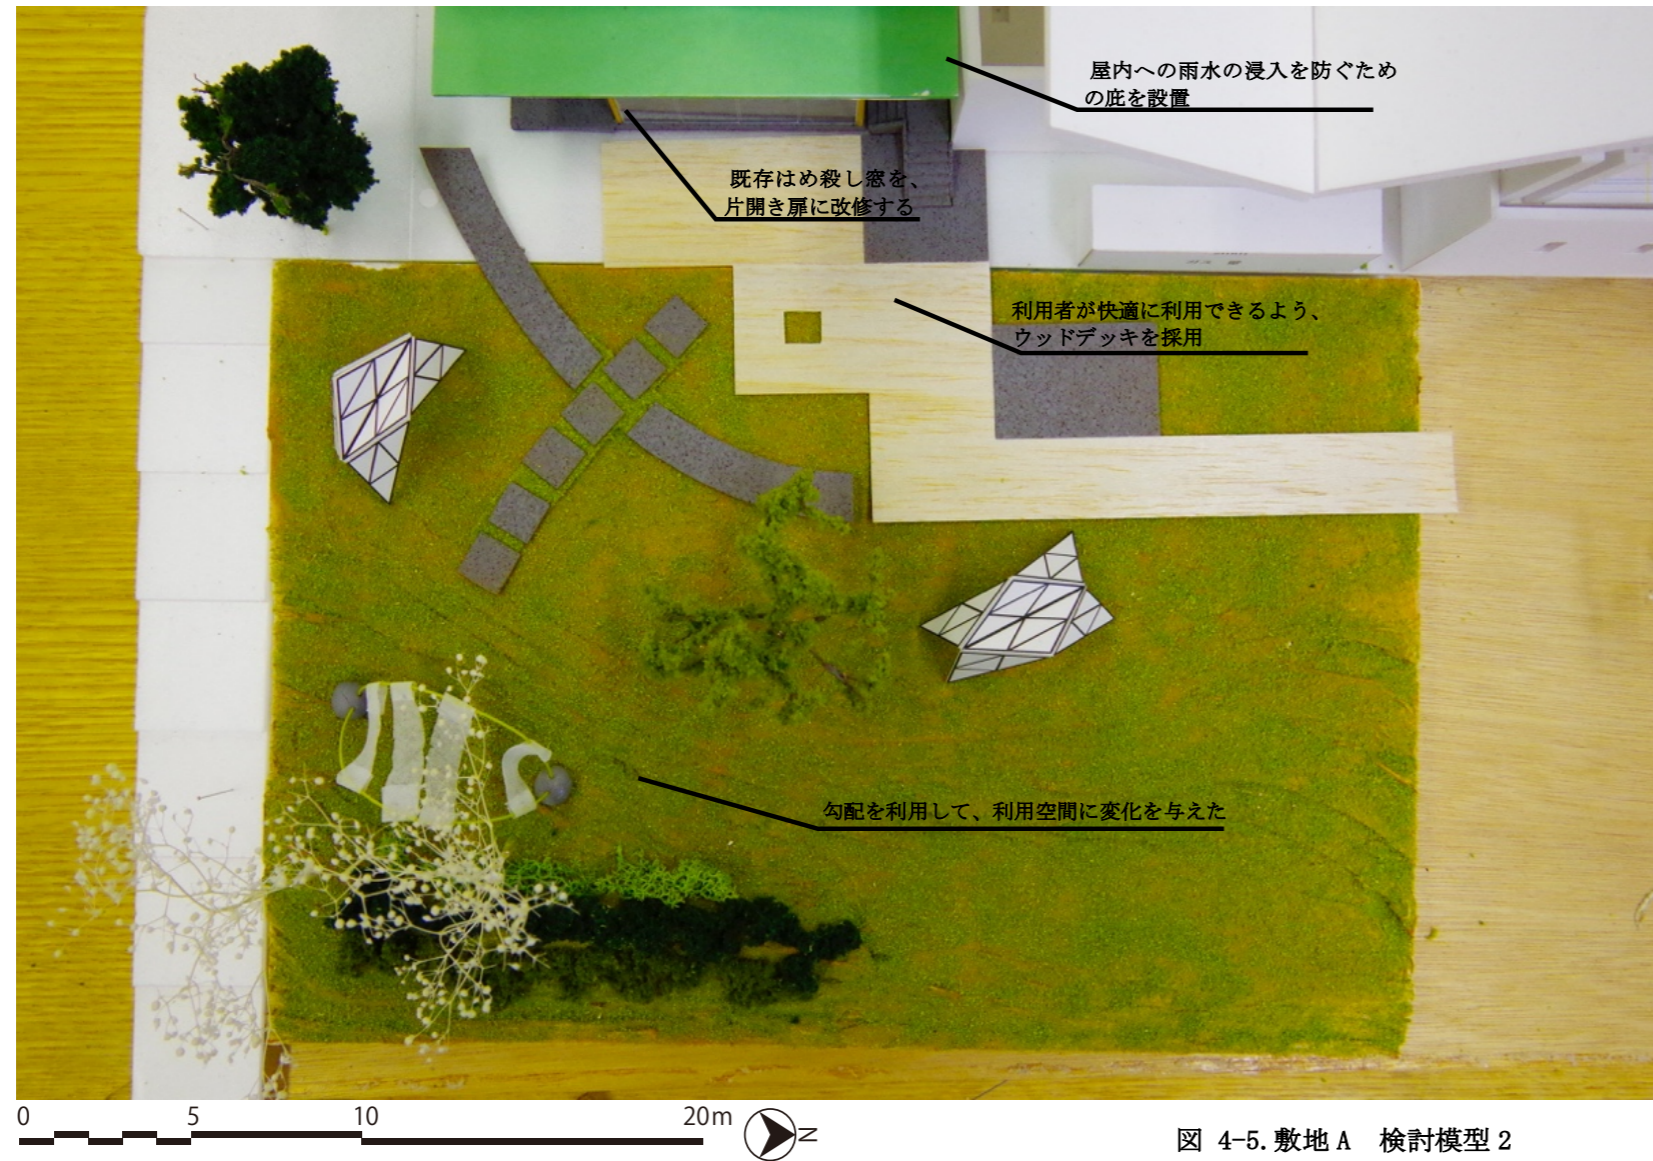 屋内への雨水の浸入を防ぐため
の庇を設置
既存はめ殺し窓を、
片開き扉に改修する
利用者が快適に利用できるよう、
ウッドデッキを採用
勾配を利用して、利用空間に変化を与えた
0 5 10 20m
N
図 4-5.敷地 A 検討模型 2